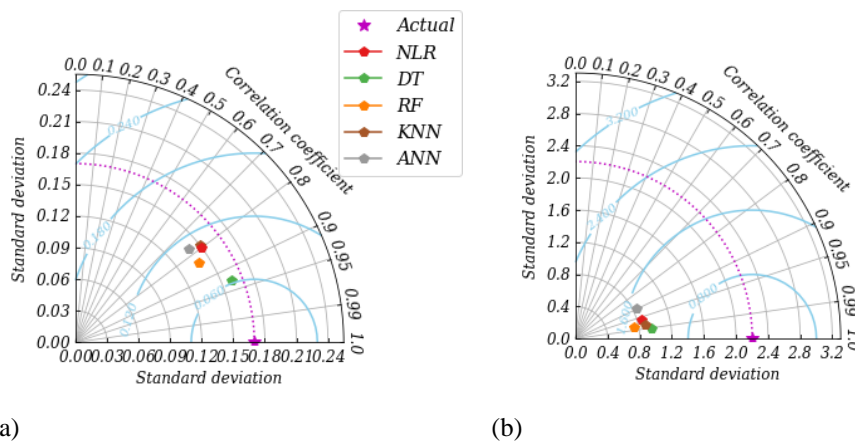 Actual
NLR
DT
RF
KNN
ANN
Correlation coefficient
0.0 0.1 0.2 0.3 0.4 0.5 0.6 0.7 0.8 0.9 0.95 0.99 1.0
Standard deviation
0.24
0.21
0.18
0.15
0.12
0.09
0.06
0.03
0.00
0.240
0.180
0.060
0.00 0.03 0.06 0.09 0.12 0.15 0.18 0.21 0.24
Standard deviation
a)
Correlation coefficient
0.0 0.1 0.2 0.3 0.4 0.5 0.6 0.7 0.8 0.9 0.95 0.99 1.0
Standard deviation
3.2
2.8
2.4
2.0
1.6
1.2
0.8
0.4
0.0
0.0 0.4 0.8 1.2 1.6 2.0 2.4 2.8 3.2
Standard deviation
(b)